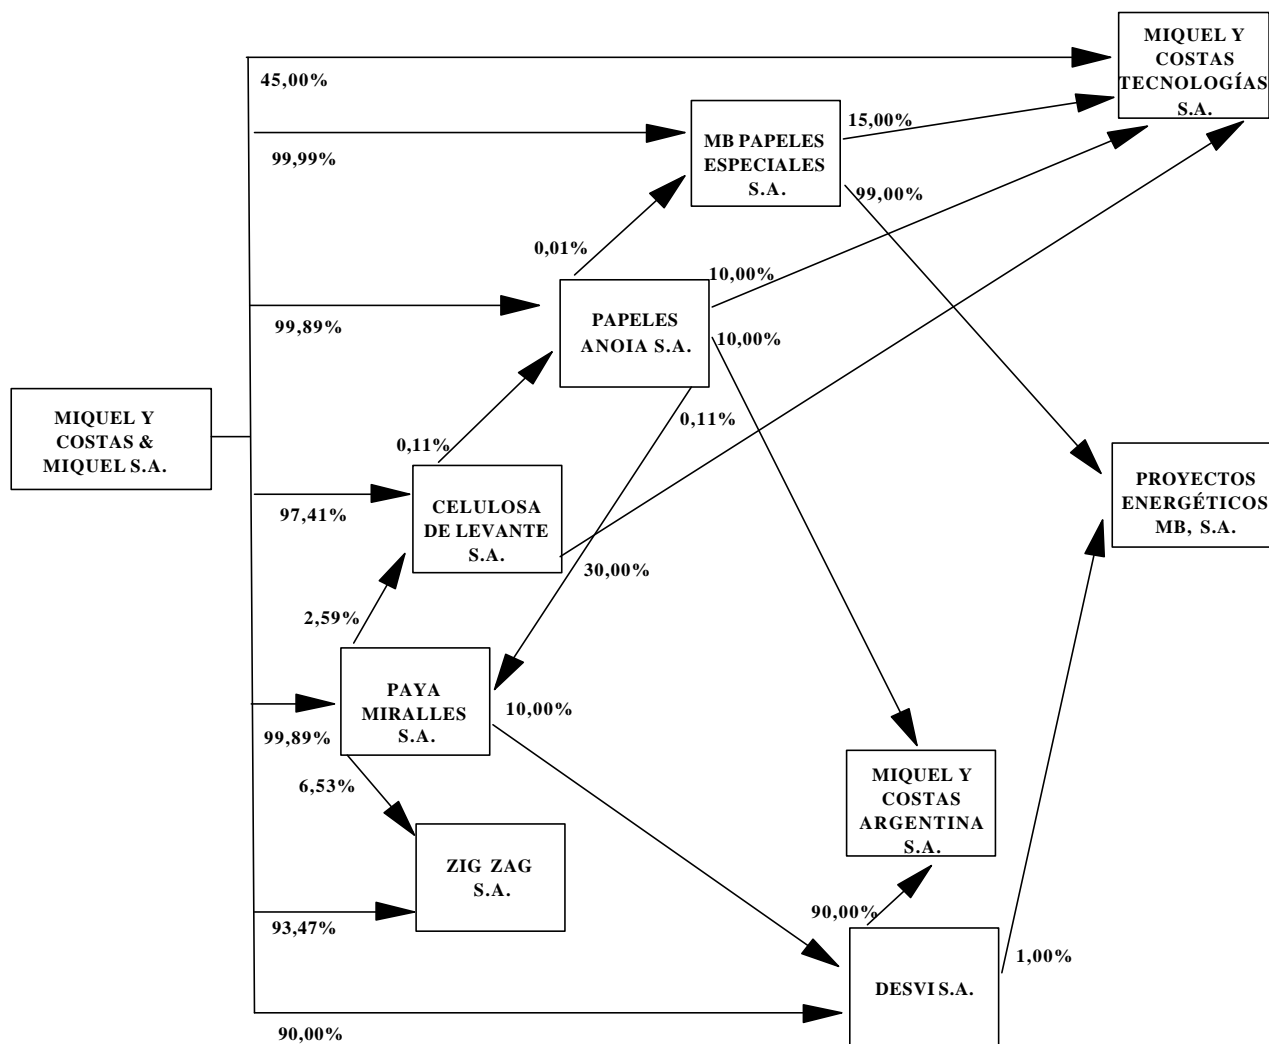 MIQUEL Y
COSTAS
TECNOLOGÍAS
S.A.
45,00%
MB PAPELES
ESPECIALES
S.A.
15,00%
99,99%
99,00%
0,01%
10,00%
PAPELES
ANOIA S.A.
99,89%
10,00%
MIQUEL Y
COSTAS &
MIQUEL S.A.
0,11%
0,11%
CELULOSA
DE LEVANTE
S.A.
97,41%
PROYECTOS
ENERGÉTICOS
MB, S.A.
30,00%
2,59%
PAYA
MIRALLES
S.A.
10,00%
99,89%
6,53%
MIQUEL Y
COSTAS
ARGENTINA
S.A.
ZIG ZAG
S.A.
93,47%
90,00%
DESVI S.A.
1,00%
90,00%